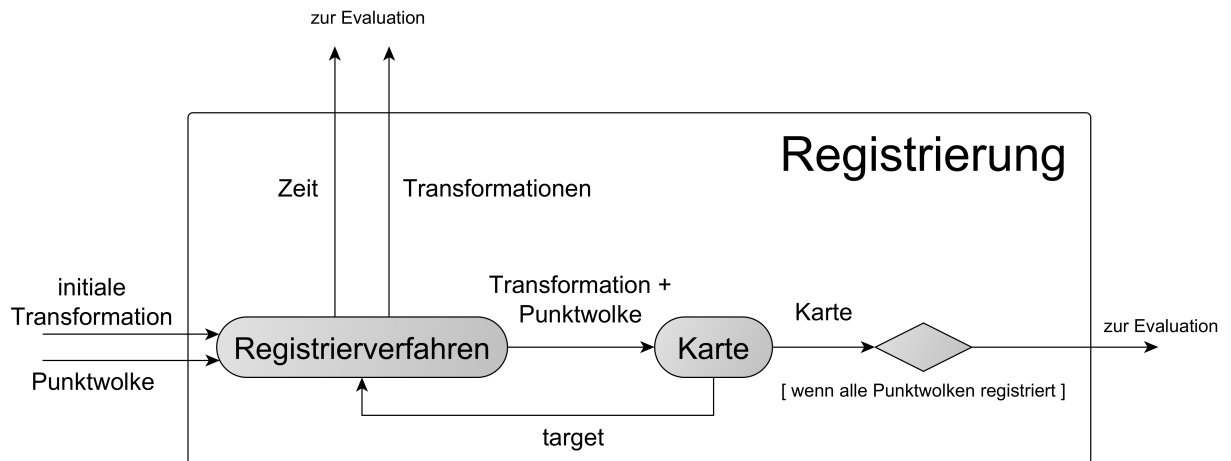 zur Evaluation
Registrierung
Zeit
Transformationen
initiale
Transformation
Punktwolke
Registrierverfahren
Transformation +
Punktwolke
Karte
Karte
zur Evaluation
[ wenn alle Punktwolken registriert ]
target